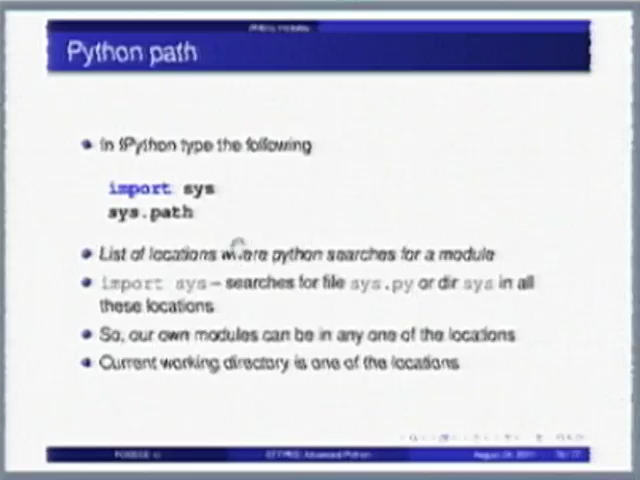 Python path
In IPython type the following
import sys
sys.path
List of locations where python searches for a module
import sys – searches for file sys.py or dir sys in all
these locations
So, our own modules can be in any one of the locations
Current working directory is one of the locations
Advanced Python